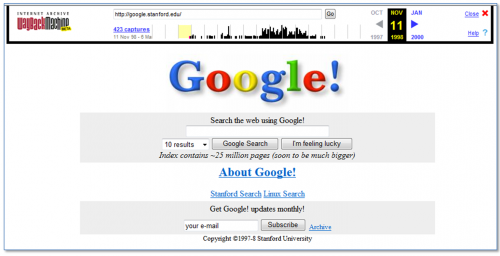 INTERNET ARCHIVE
WayBackMachine
BETA
http://google.stanford.edu/ Go
423 captures
11 Nov 98 - 9
OCT NOV JAN
11
1997 1998 2000
Close
Help ?
Google!
Search the web using Google!
10 results Google Search I'm feeling lucky
Index contains ~25 million pages (soon to be much bigger)
About Google!
Stanford Search Linux Search
Get Google! updates monthly!
your e-mail Subscribe Archive
Copyright ©1997-8 Stanford University